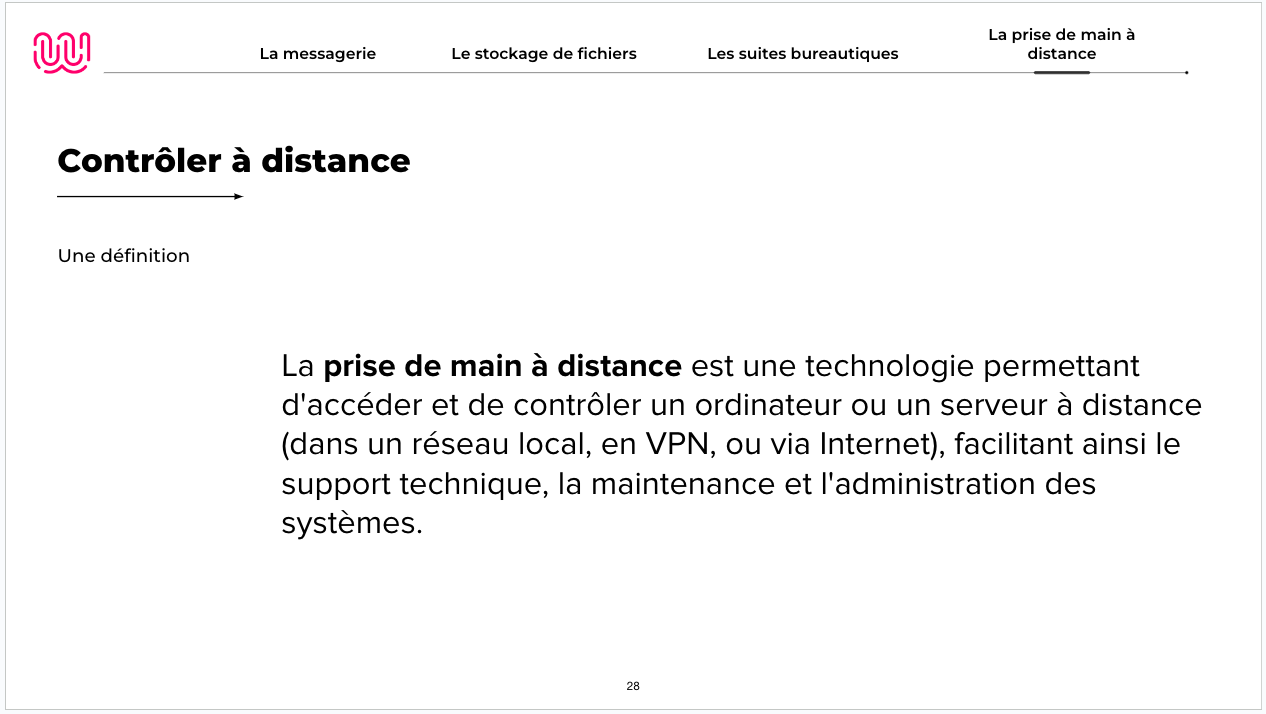 La messagerie
Le stockage de fichiers
Les suites bureautiques
La prise de main à
distance
Contrôler à distance
Une définition
La prise de main à distance est une technologie permettant
d'accéder et de contrôler un ordinateur ou un serveur à distance
(dans un réseau local, en VPN, ou via Internet), facilitant ainsi le
support technique, la maintenance et l'administration des
systèmes.
28